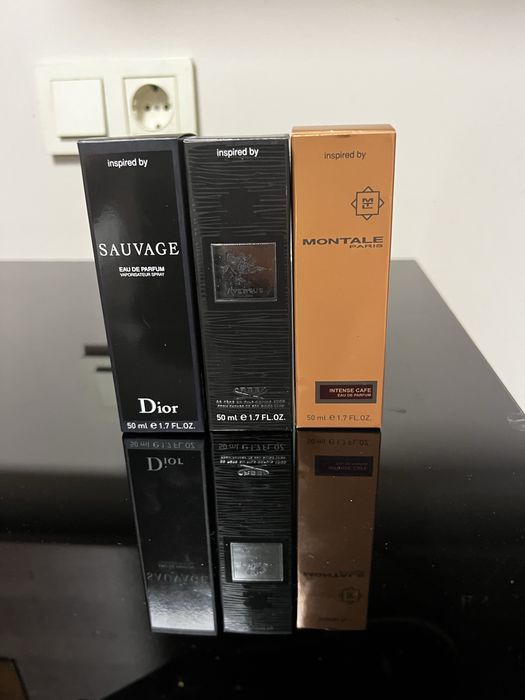 inspired by
SAUVAGE
EAU DE PARFUM
VAPORISATEUR SPRAY
Dior
50 ml e 1.7 FL.OZ.
inspired by
AVENTUS
CREED
50 ml e 1.7 FL.OZ.
inspired by
MONTALE
PARIS
INTENSE CAFE
EAU DE PARFUM
50 ml e 1.7 FL.OZ.